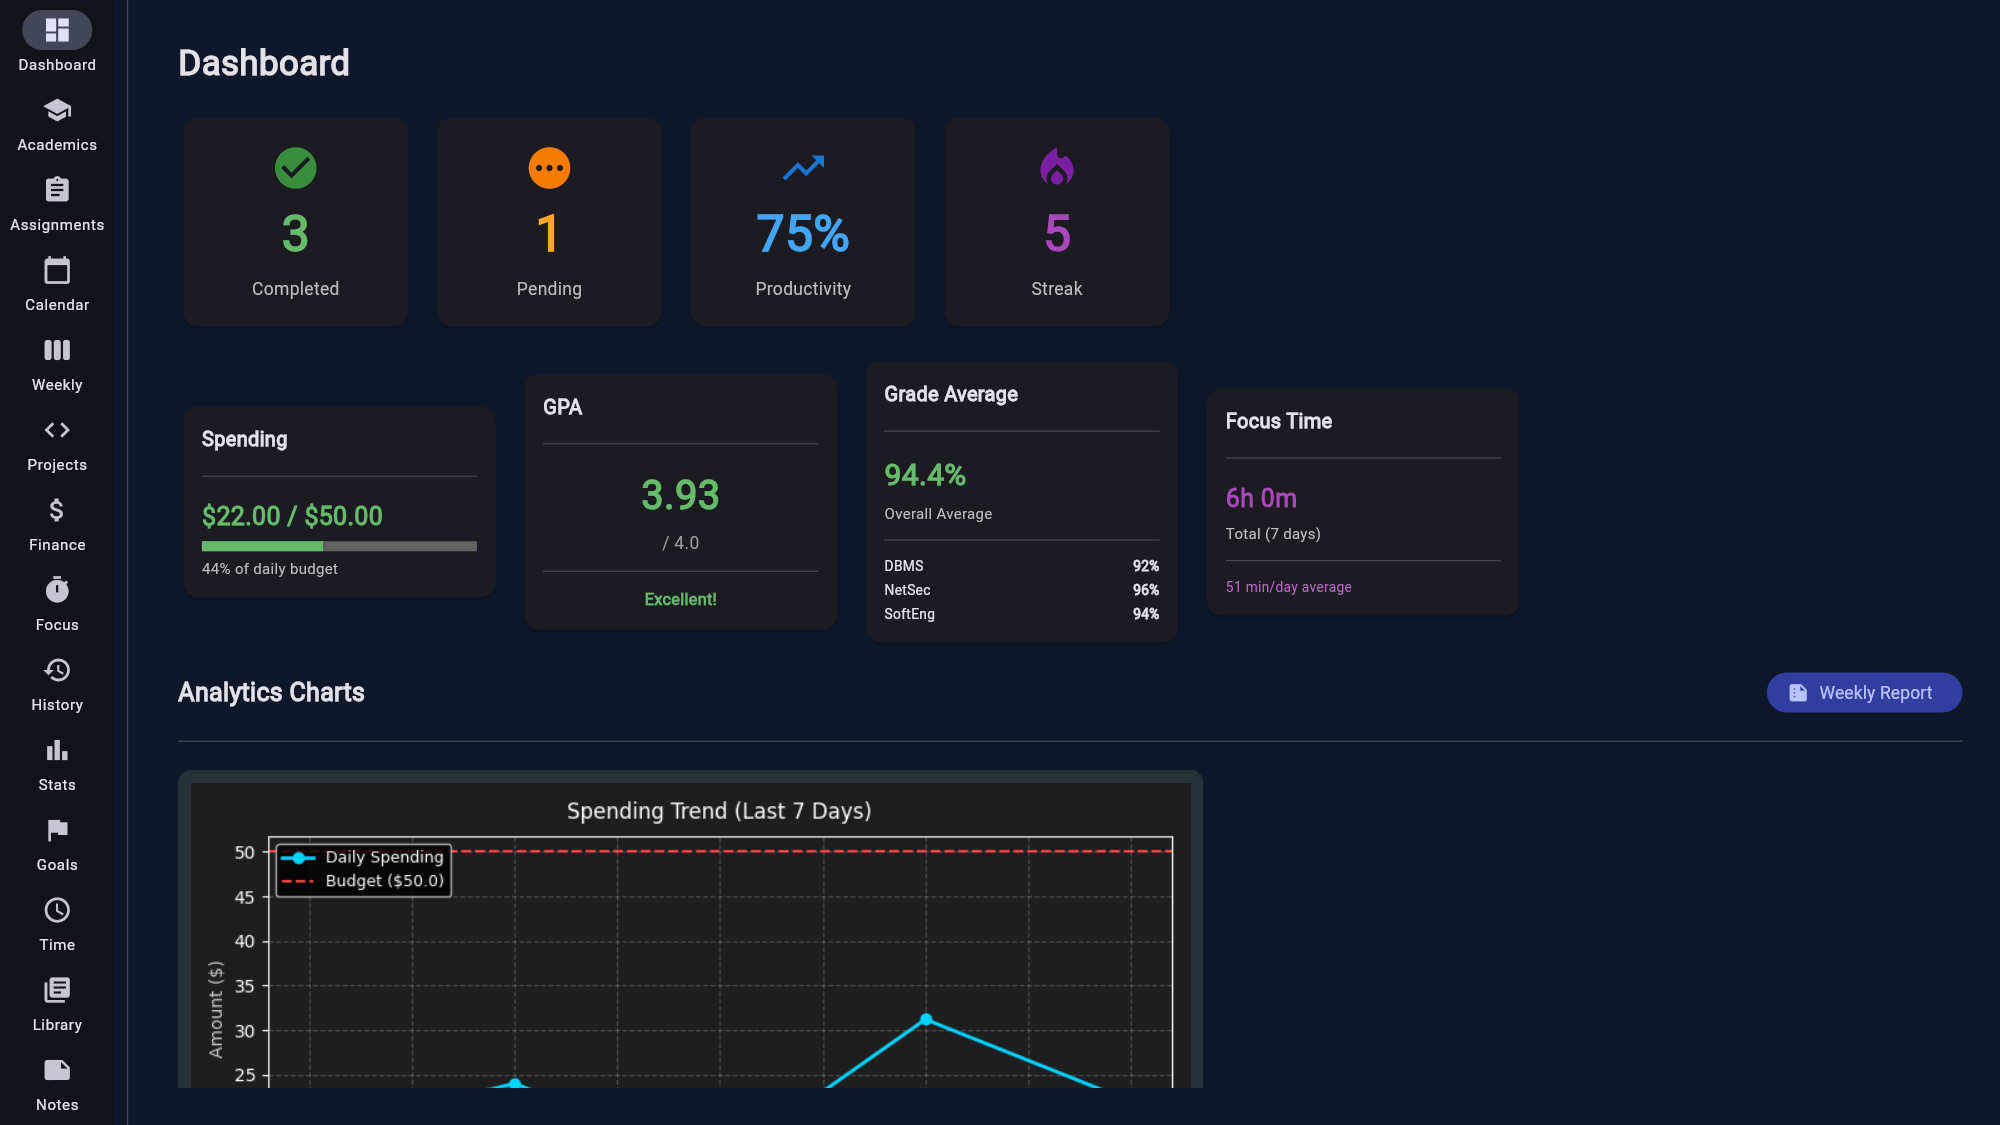 Dashboard
Academics
Assignments
Calendar
Weekly
Projects
Finance
Focus
History
Stats
Goals
Time
Library
Notes
Dashboard
3
Completed
1
Pending
75%
Productivity
5
Streak
Spending
$22.00 / $50.00
44% of daily budget
GPA
3.93
/ 4.0
Excellent!
Grade Average
94.4%
Overall Average
DBMS 92%
NetSec 96%
SoftEng 94%
Focus Time
6h 0m
Total (7 days)
51 min/day average
Analytics Charts
Weekly Report
Spending Trend (Last 7 Days)
Daily Spending
Budget ($50.0)
Amount ($)
50
45
40
35
30
25